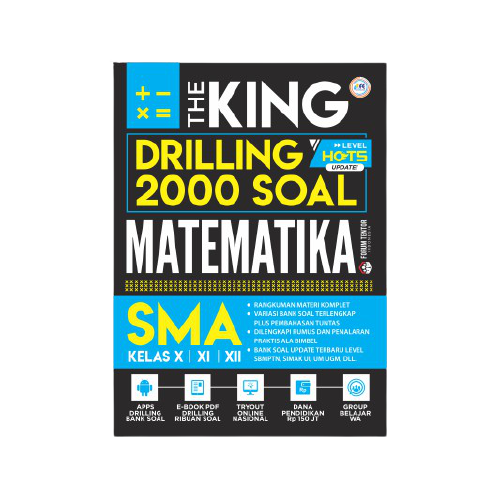 THE KING
DRILLING
2000 SOAL
LEVEL
HOTS
UPDATE!
MATEMATIKA
FORUM TENTOR
SMA
KELAS X | XI | XII
• RANGKUMAN MATERI KOMPLET
• VARIASI BANK SOAL TERLENGKAP
PLUS PEMBAHASAN TUNTAS
• DILENGKAPI RUMUS DAN PENALARAN
PRAKTIS ALA BIMBEL
• BANK SOAL UPDATE TERBARU LEVEL
SBMPTN, SIMAK UI, UM UGM, DLL.
APPS
DRILLING
BANK SOAL
E-BOOK PDF
DRILLING
RIBUAN SOAL
TRYOUT
ONLINE
NASIONAL
DANA
PENDIDIKAN
Rp 150 JT
GROUP
BELAJAR
WA